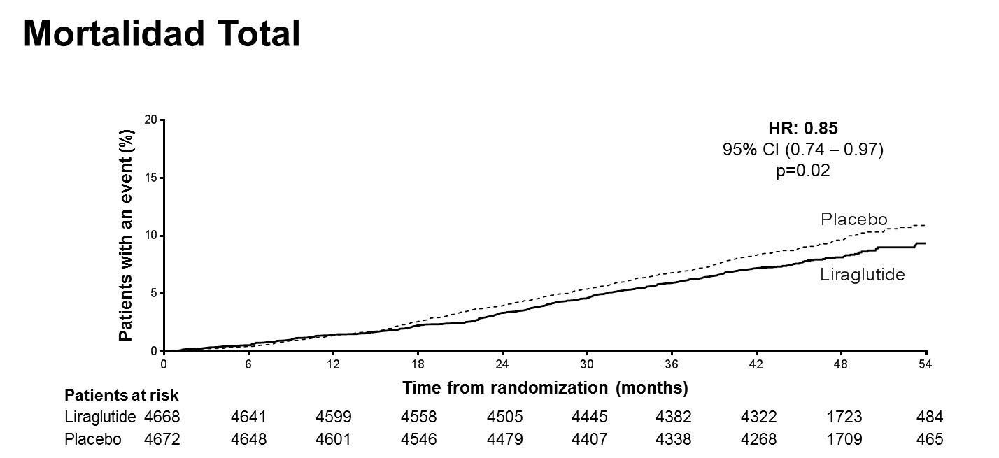 Mortalidad Total
20
15
10
5
0
Patients with an event (%)
HR: 0.85
95% CI (0.74 – 0.97)
p=0.02
Placebo
Liraglutide
0 6 12 18 24 30 36 42 48 54
Time from randomization (months)
Patients at risk
Liraglutide 4668 4641 4599 4558 4505 4445 4382 4322 1723 484
Placebo 4672 4648 4601 4546 4479 4407 4338 4268 1709 465